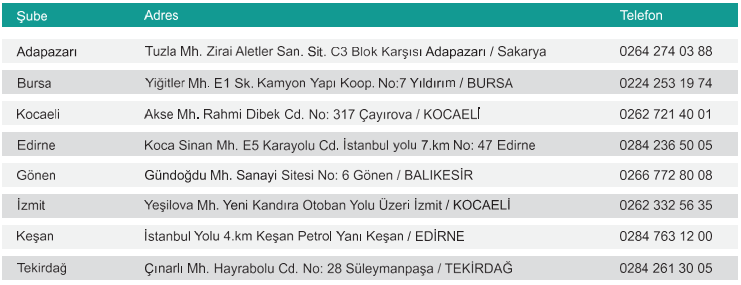 Şube Adres Telefon
Adapazarı Tuzla Mh. Zirai Aletler San. Sit. C3 Blok Karşısı Adapazarı / Sakarya 0264 274 03 88
Bursa Yiğitler Mh. E1 Sk. Kamyon Yapı Koop. No:7 Yıldırım / BURSA 0224 253 19 74
Kocaeli Akse Mh. Rahmi Dibek Cd. No: 317 Çayırova / KOCAELİ 0262 721 40 01
Edirne Koca Sinan Mh. E5 Karayolu Cd. İstanbul yolu 7.km No: 47 Edirne 0284 236 50 05
Gönen Gündoğdu Mh. Sanayi Sitesi No: 6 Gönen / BALIKESİR 0266 772 80 08
İzmit Yeşilova Mh. Yeni Kandıra Otoban Yolu Üzeri İzmit / KOCAELİ 0262 332 56 35
Keşan İstanbul Yolu 4.km Keşan Petrol Yanı Keşan / EDİRNE 0284 763 12 00
Tekirdağ Çınarlı Mh. Hayrabolu Cd. No: 28 Süleymanpaşa / TEKİRDAĞ 0284 261 30 05